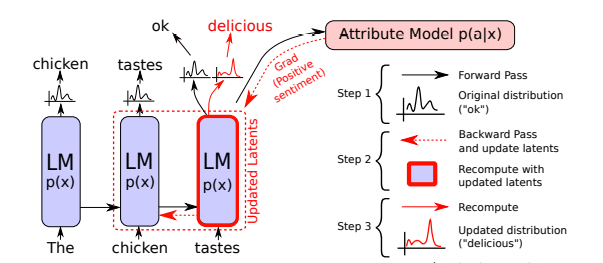 ok
delicious
Attribute Model p(a|x)
chicken
tastes
Grad
(Positive
sentiment)
LM
p(x)
LM
p(x)
LM
p(x)
Updated Latents
The
chicken
tastes
Step 1
Forward Pass
Original distribution
("ok")
Step 2
Backward Pass
and update latents
Recompute with
updated latents
Step 3
Recompute
Updated distribution
("delicious")